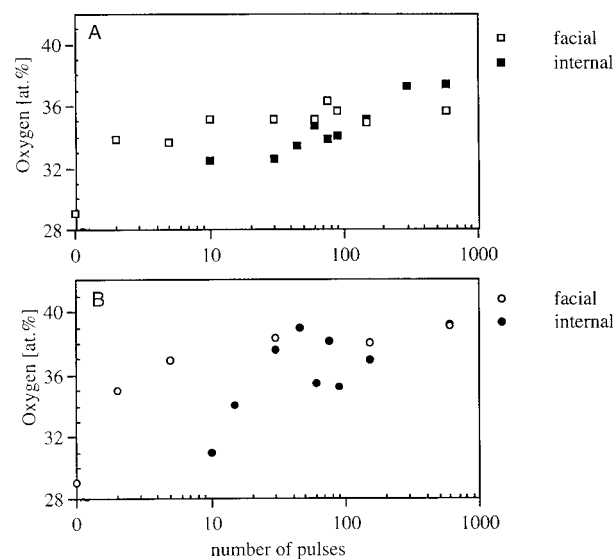 A
Oxygen [at.%]
40
36
32
28
0
10
100
1000
facial
internal
B
Oxygen [at.%]
40
36
32
28
0
10
100
1000
number of pulses
facial
internal